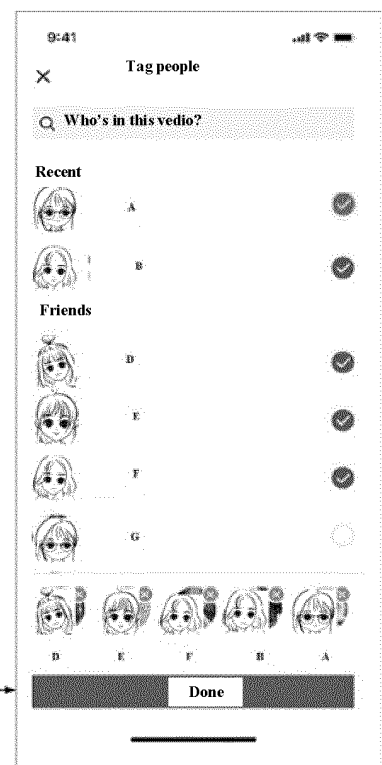 9:41
Tag people
Who's in this vedio?
Recent
A
B
Friends
D
E
F
G
D E F B A
Done